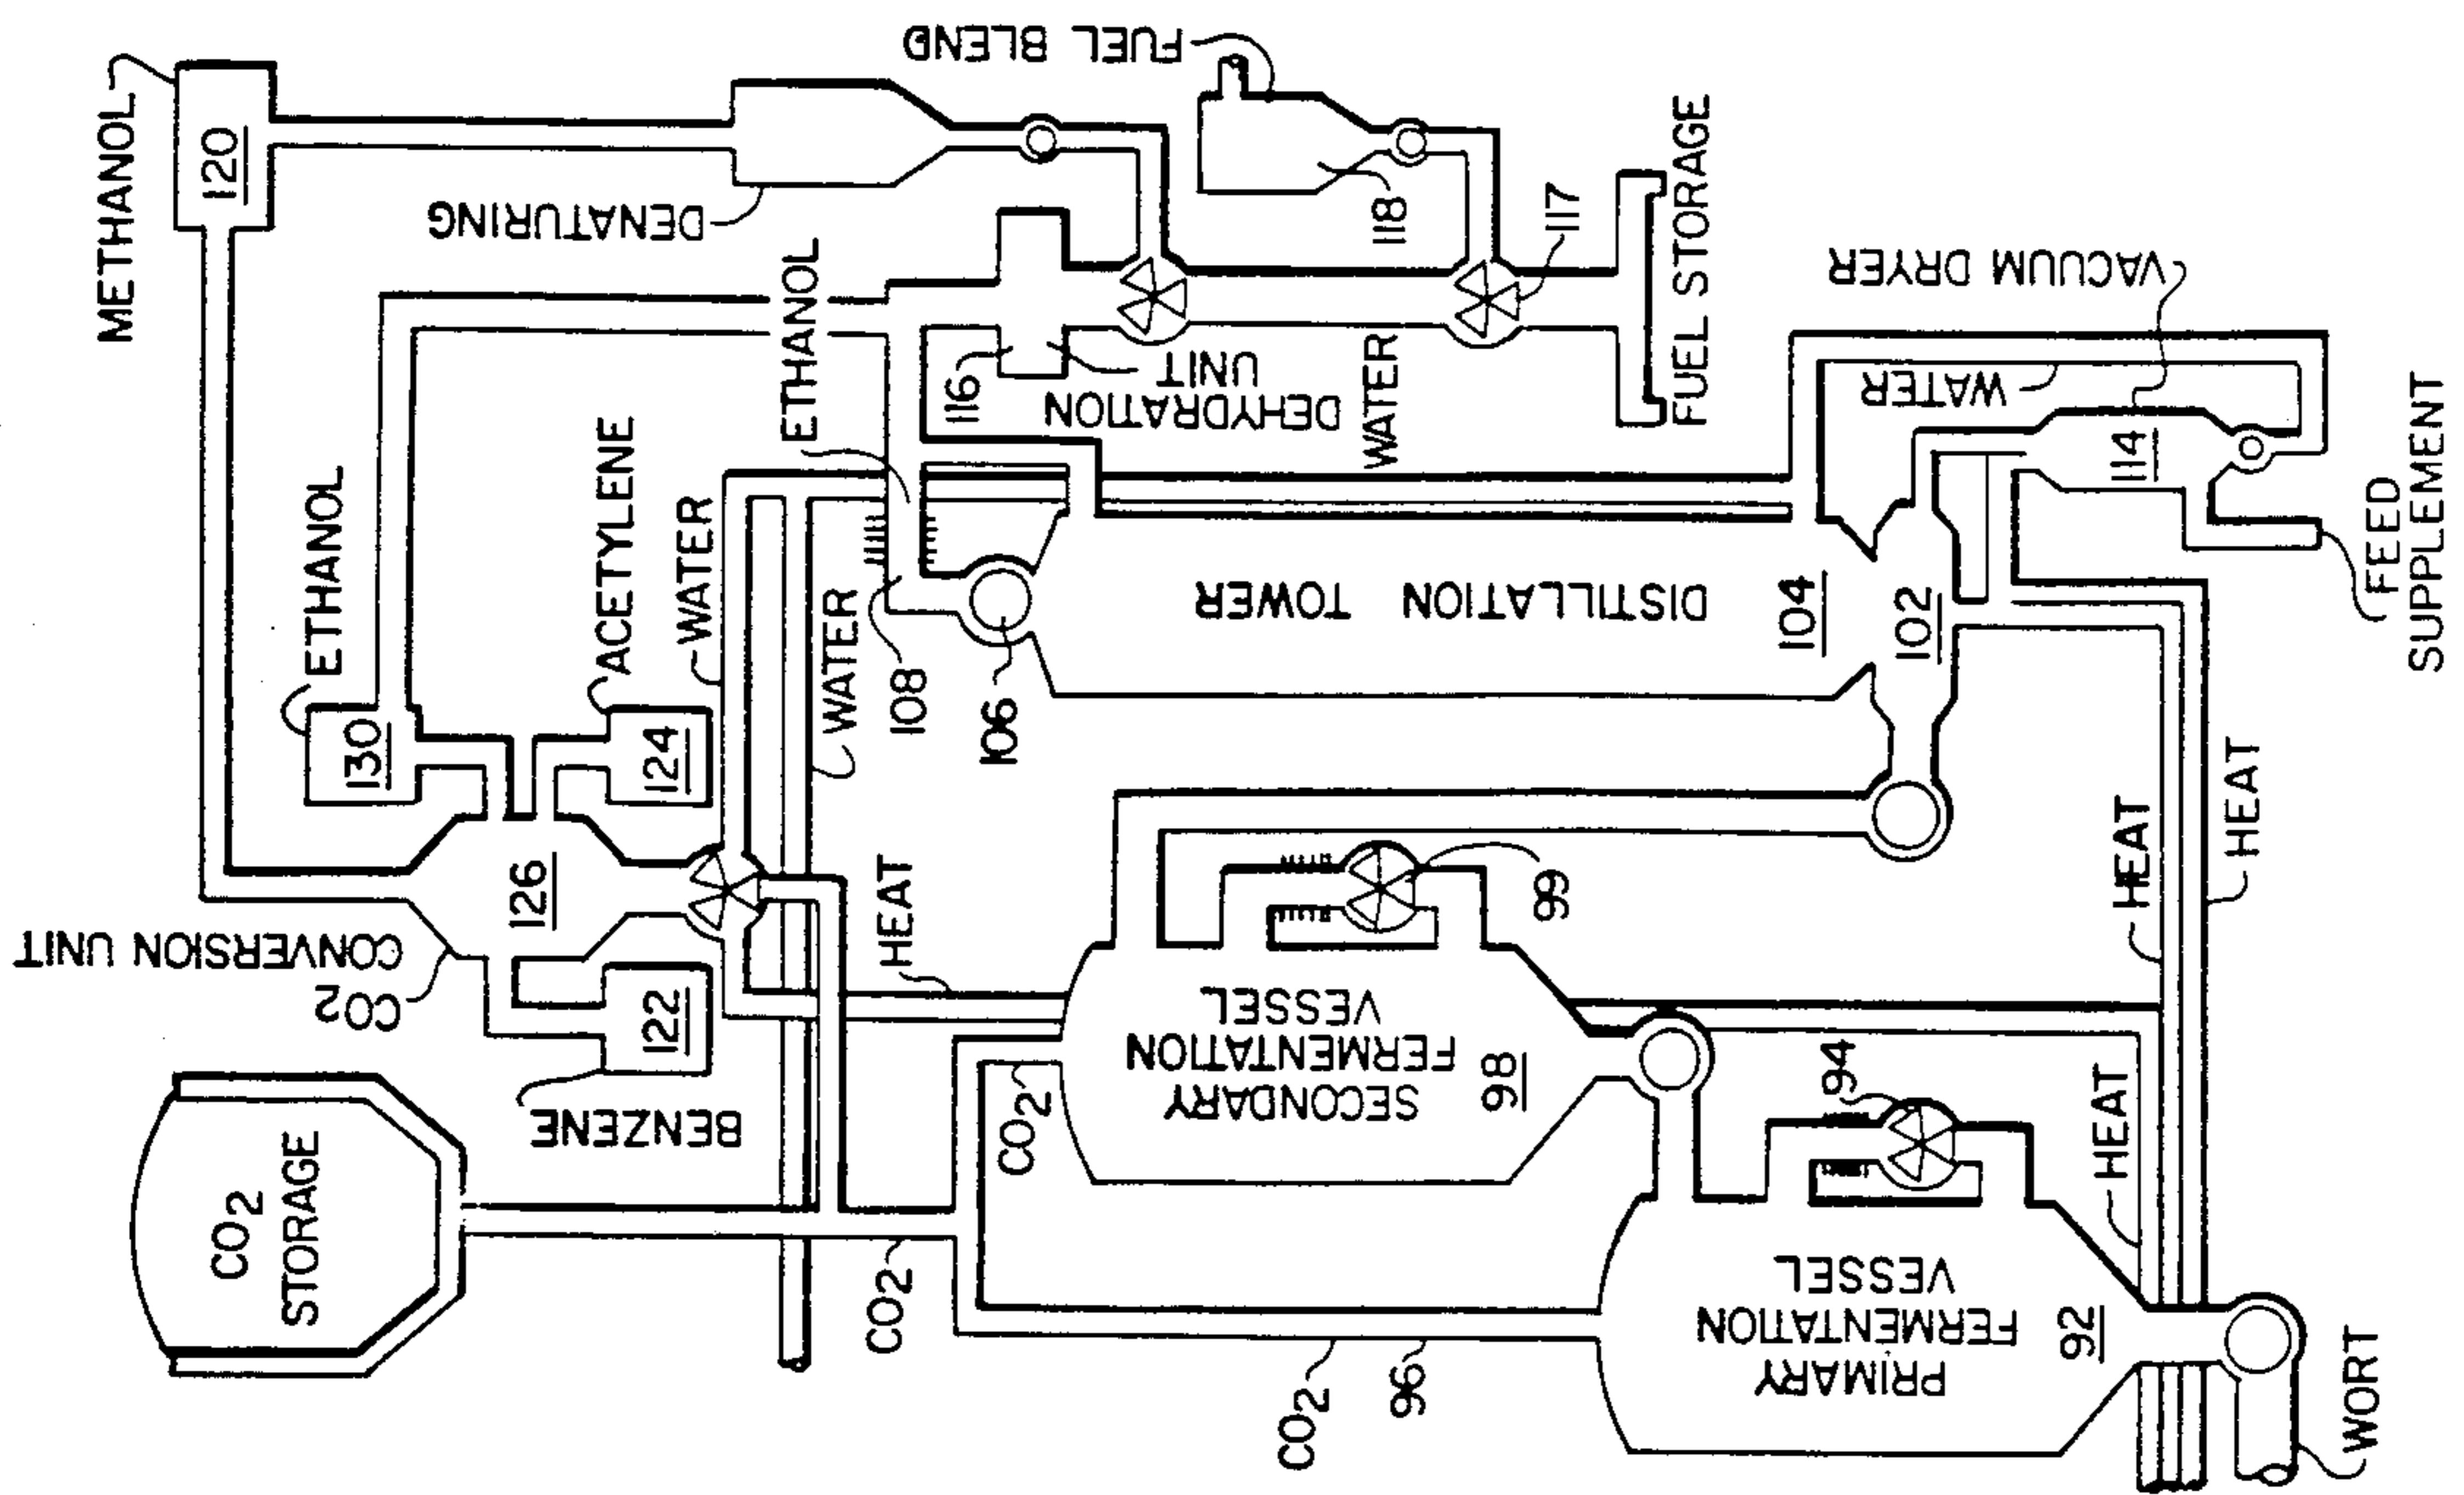 METHANOL
120
FUEL BLEND
DENATURING
118
117
FUEL STORAGE
ETHANOL
116
DEHYDRATION
UNIT
WATER
VACUUM DRYER
WATER
114
FEED
SUPPLEMENT
ETHANOL
130
ACETYLENE
124
WATER
WATER
108
106
DISTILLATION TOWER
104
102
126
CO2
CONVERSION UNIT
122
BENZENE
HEAT
99
HEAT
HEAT
CO2
STORAGE
CO2
CO2
SECONDARY
FERMENTATION
VESSEL
98
94
HEAT
CO2
96
PRIMARY
FERMENTATION
VESSEL
92
WORT